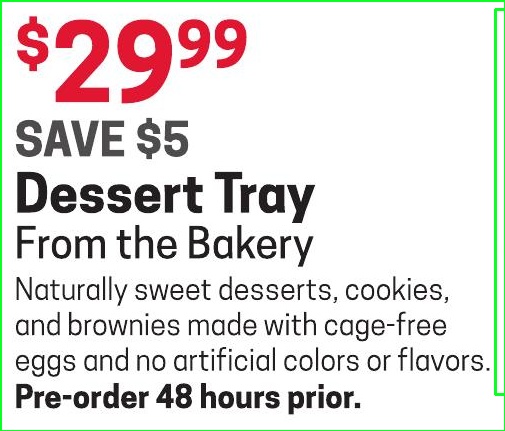 $29.99
SAVE $5
Dessert Tray
From the Bakery
Naturally sweet desserts, cookies,
and brownies made with cage-free
eggs and no artificial colors or flavors.
Pre-order 48 hours prior.